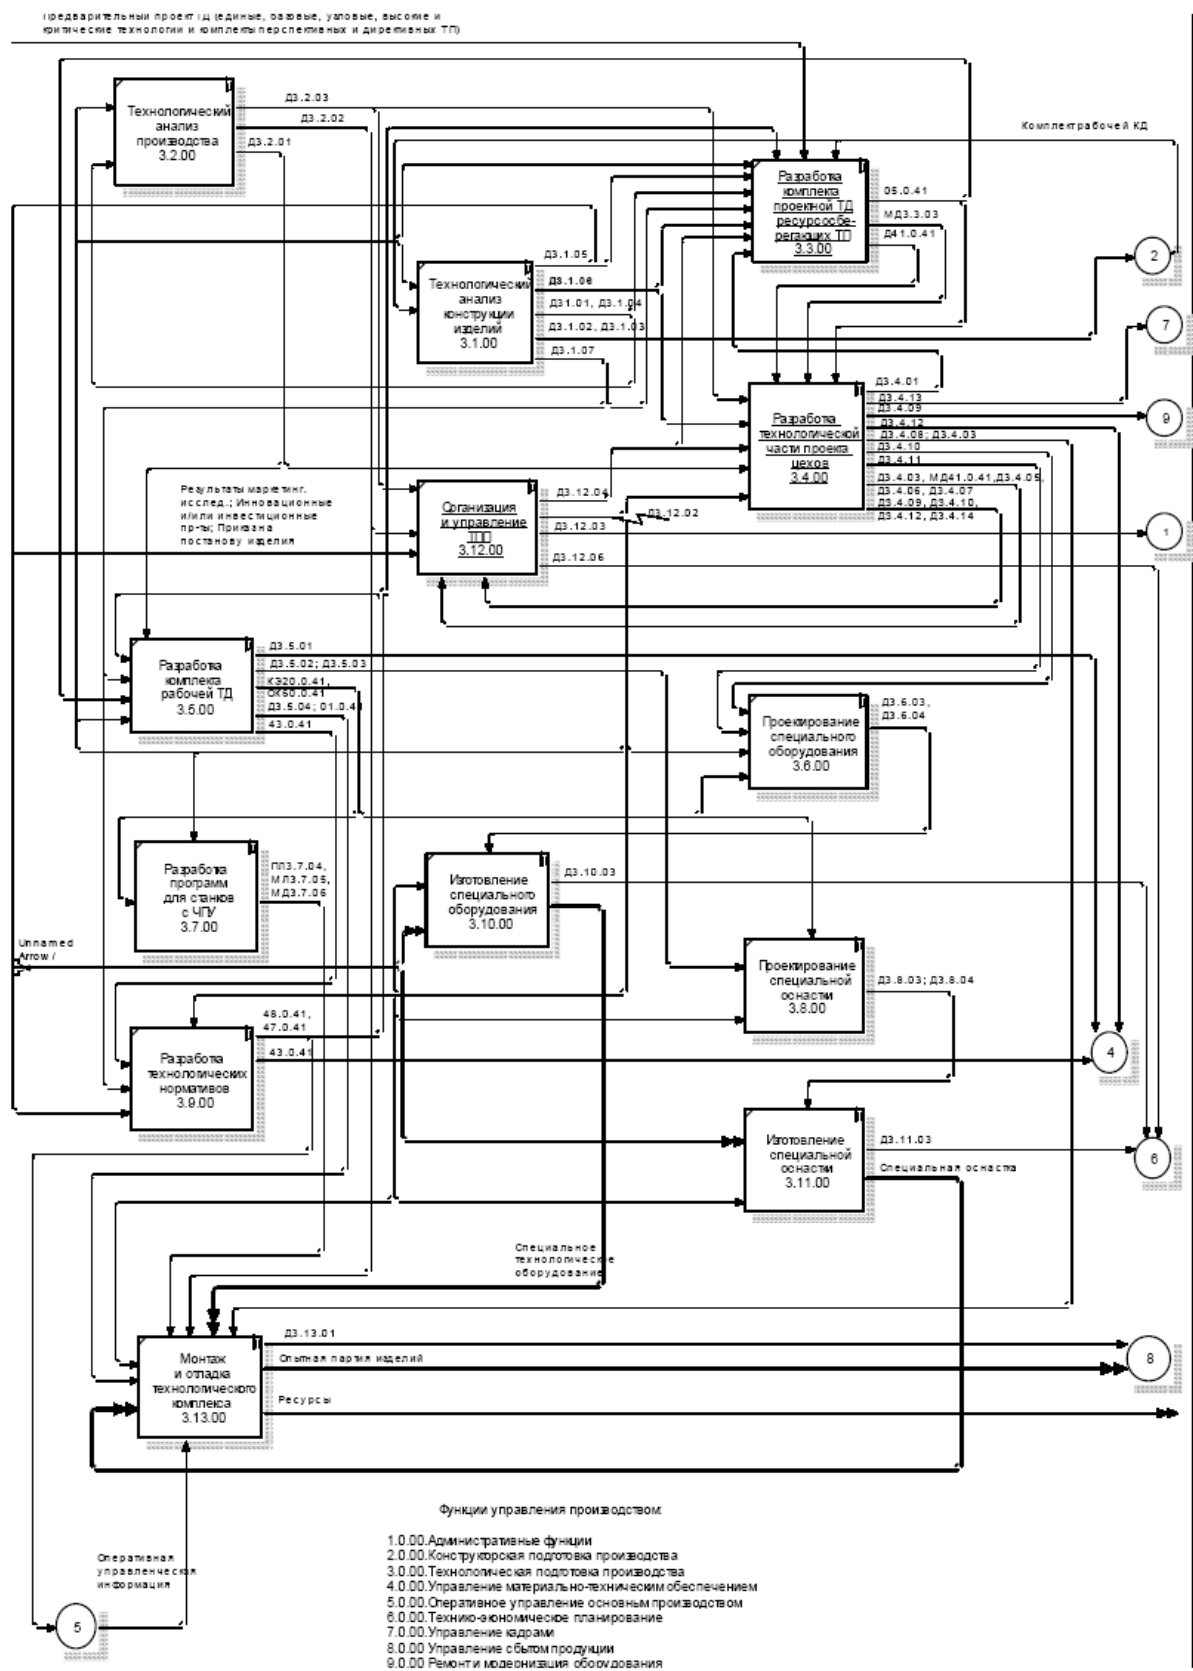 Предварительный проект ТД (единые, базовые, узловые, высокие и
критические технологии и комплекты перспективных и директивных ТП)
Технологический
анализ
производства
3.2.00
Д3.2.03
Д3.2.02
Д3.2.01
Комплект рабочей КД
Разработка
комплекта
проектной ТД
ресурсосбе-
регающих ТП
3.3.00
05.0.41
МД3.3.03
Д41.0.41
2
Технологический
анализ
конструкции
изделий
3.1.00
Д3.1.05
Д3.1.06
Д31.01, Д3.1.04
Д3.1.02, Д3.1.03
Д3.1.07
7
Разработка
технологической
части проекта
цехов
3.4.00
Д3.4.01
Д3.4.13
Д3.4.09
Д3.4.12
Д3.4.08; Д3.4.03
Д3.4.10
Д3.4.11
Д3.4.03, МД41.0.41, Д3.4.05,
Д3.4.06, Д3.4.07
Д3.4.09, Д3.4.10,
Д3.4.12, Д3.4.14
9
Результаты маркетинг.
исслед.; Инновационные
и/или инвестиционные
пр-ты; Приказ на
постанову изделия
Организация
и управление
ТПП
3.12.00
Д3.12.04
Д3.12.02
Д3.12.03
Д3.12.06
1
Разработка
комплекта
рабочей ТД
3.5.00
Д3.5.01
Д3.5.02; Д3.5.03
КЭ20.0.41,
ОК60.0.41
Д3.5.04; 01.0.41
43.0.41
Проектирование
специального
оборудования
3.6.00
Д3.6.03,
Д3.6.04
Разработка
программ
для станков
с ЧПУ
3.7.00
ПЛ3.7.04,
МЛ3.7.05,
МД3.7.06
Изготовление
специального
оборудования
3.10.00
Д3.10.03
Unnamed
Arrow /
Проектирование
специальной
оснастки
3.8.00
Д3.8.03; Д3.8.04
Разработка
технологических
нормативов
3.9.00
48.0.41,
47.0.41
43.0.41
4
Изготовление
специальной
оснастки
3.11.00
Д3.11.03
Специальная оснастка
6
Специальное
технологическое
оборудование
Монтаж
и отладка
технологического
комплекса
3.13.00
Д3.13.01
Опытная партия изделий
Ресурсы
8
Функции управления производством:
1.0.00.Административные функции
2.0.00.Конструкторская подготовка производства
3.0.00.Технологическая подготовка производства
4.0.00.Управление материально-техническим обеспечением
5.0.00.Оперативное управление основным производством
6.0.00.Технико-экономическое планирование
7.0.00.Управление кадрами
8.0.00 Управление сбытом продукции
9.0.00 Ремонт и модернизация оборудования
Оперативная
управленческая
информация
5